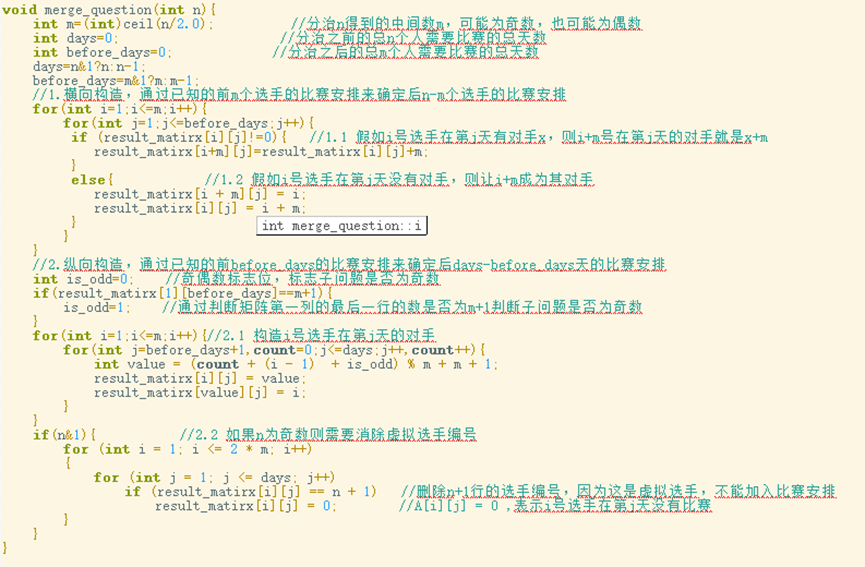 void merge_question(int n){
    int m=(int)ceil(n/2.0);          //分治n得到的中间数m，可能为奇数，也可能为偶数
    int days=0;                     //分治之前的总n个人需要比赛的总天数
    int before_days=0;             //分治之后的总m个人需要比赛的总天数
    days=n&1?n:n-1;
    before_days=m&1?m:m-1;
    //1.横向构造，通过已知的前m个选手的比赛安排来确定后n-m个选手的比赛安排
    for(int i=1;i<=m;i++){
        for(int j=1;j<=before_days;j++){
         if (result_matirx[i][j]!=0){   //1.1 假如i号选手在第j天有对手x，则i+m号在第j天的对手就是x+m
            result_matirx[i+m][j]=result_matirx[i][j]+m;
         }
         else{            //1.2 假如i号选手在第j天没有对手，则让i+m成为其对手
            result_matirx[i + m][j] = i;
            result_matirx[i][j] = i + m;
         }
int merge_question::i
        }
    }
    //2.纵向构造，通过已知的前before_days的比赛安排来确定后days-before_days天的比赛安排
    int is_odd=0;    //奇偶数标志位，标志子问题是否为奇数
    if(result_matirx[1][before_days]==m+1){
        is_odd=1;    //通过判断矩阵第一列的最后一行的数是否为m+1判断子问题是否为奇数
    }
    for(int i=1;i<=m;i++){//2.1 构造i号选手在第j天的对手
        for(int j=before_days+1,count=0;j<=days;j++,count++){
            int value = (count + (i - 1)  + is_odd) % m + m + 1;
            result_matirx[i][j] = value;
            result_matirx[value][j] = i;
        }
    }
    if(n&1){           //2.2 如果n为奇数则需要消除虚拟选手编号
        for (int i = 1; i <= 2 * m; i++)
        {
            for (int j = 1; j <= days; j++)
                if (result_matirx[i][j] == n + 1)   //删除n+1行的选手编号，因为这是虚拟选手，不能加入比赛安排
                    result_matirx[i][j] = 0;        //A[i][j] = 0 ,表示i号选手在第j天没有比赛
        }
    }
}